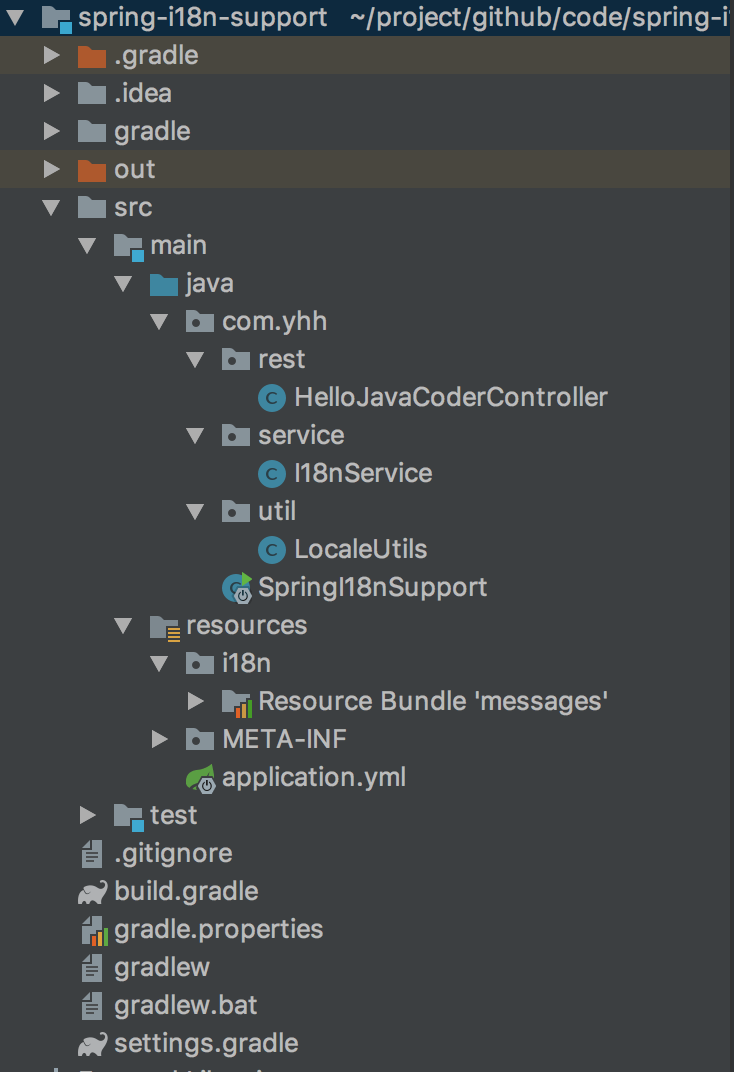 spring-i18n-support ~/project/github/code/spring-i
.gradle
.idea
gradle
out
src
main
java
com.yhh
rest
HelloJavaCoderController
service
I18nService
util
LocaleUtils
SpringI18nSupport
resources
i18n
Resource Bundle 'messages'
META-INF
application.yml
test
.gitignore
build.gradle
gradle.properties
gradlew
gradlew.bat
settings.gradle